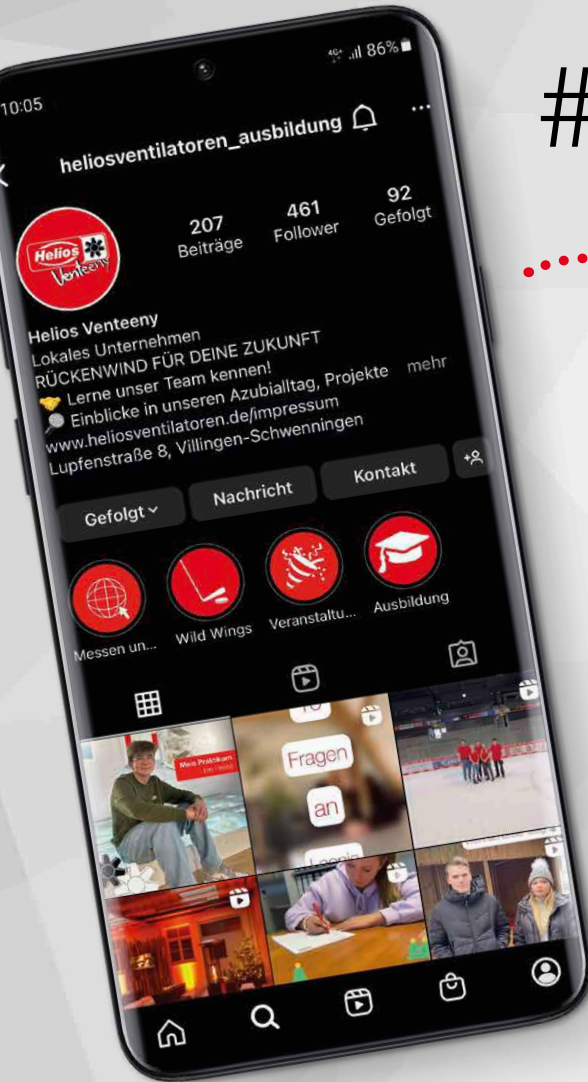 #
10:05
4G+ 86%
heliosventilatoren_ausbildung
207
Beiträge
461
Follower
92
Gefolgt
Helios
Venteeny
Helios Venteeny
Lokales Unternehmen
RÜCKENWIND FÜR DEINE ZUKUNFT
Lerne unser Team kennen!
Einblicke in unseren Azubialltag, Projekte mehr
www.heliosventilatoren.de/impressum
Lupfenstraße 8, Villingen-Schwenningen
Gefolgt
Nachricht
Kontakt
Messen un...
Wild Wings
Veranstaltu...
Ausbildung
Mein Praktikum
10
Fragen
an